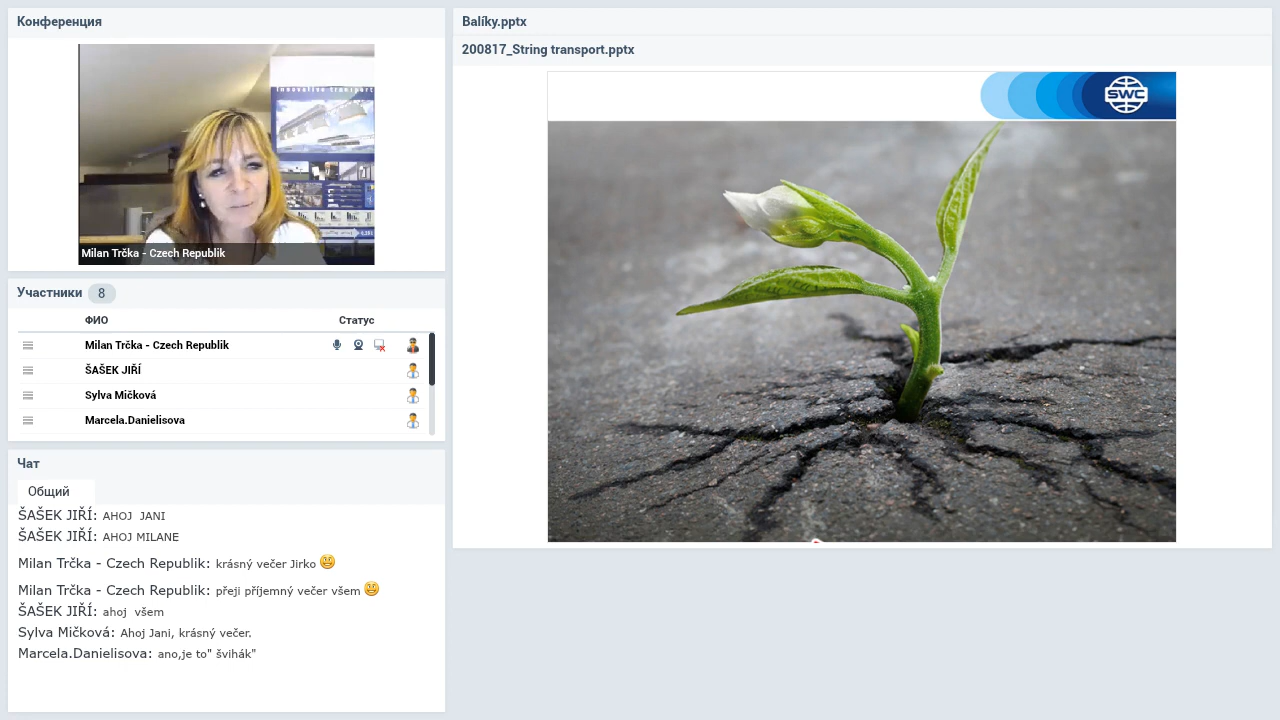 Конференция
Innovative transport
Milan Trčka - Czech Republik
Участники 8
ФИО Статус
Milan Trčka - Czech Republik
ŠAŠEK JIŘÍ
Sylva Mičková
Marcela.Danielisova
Чат
Общий
ŠAŠEK JIŘÍ: AHOJ  JANI
ŠAŠEK JIŘÍ: AHOJ MILANE
Milan Trčka - Czech Republik: krásný večer Jirko
Milan Trčka - Czech Republik: přeji příjemný večer všem
ŠAŠEK JIŘÍ: ahoj  všem
Sylva Mičková: Ahoj Jani, krásný večer.
Marcela.Danielisova: ano,je to" švihák"
Balíky.pptx
200817_String transport.pptx
SWC